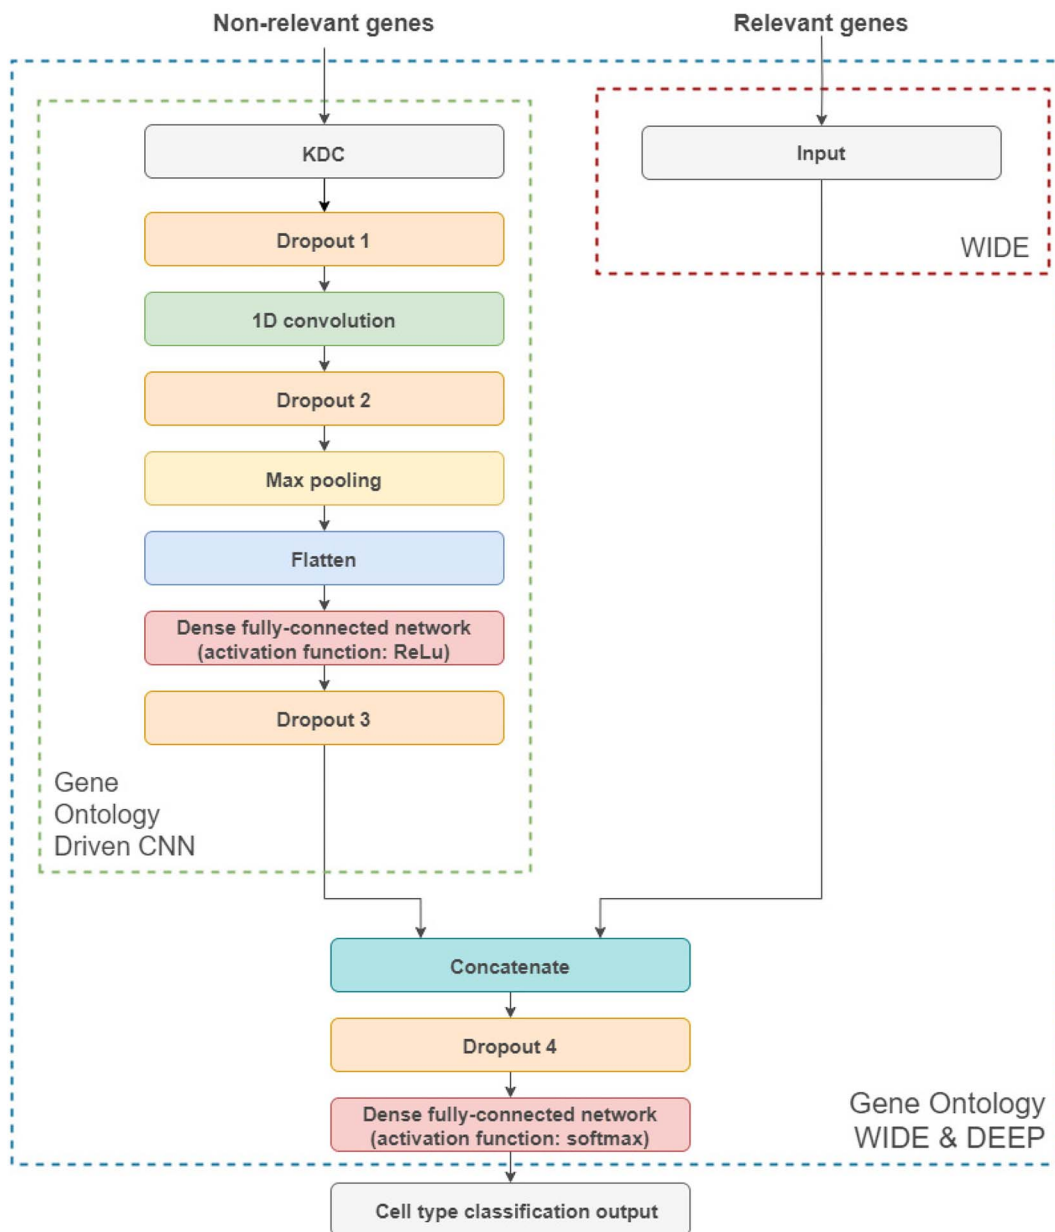 Non-relevant genes
Relevant genes
KDC
Input
Dropout 1
WIDE
1D convolution
Dropout 2
Max pooling
Flatten
Dense fully-connected network
(activation function: ReLu)
Dropout 3
Gene
Ontology
Driven CNN
Concatenate
Dropout 4
Dense fully-connected network
(activation function: softmax)
Gene Ontology
WIDE & DEEP
Cell type classification output